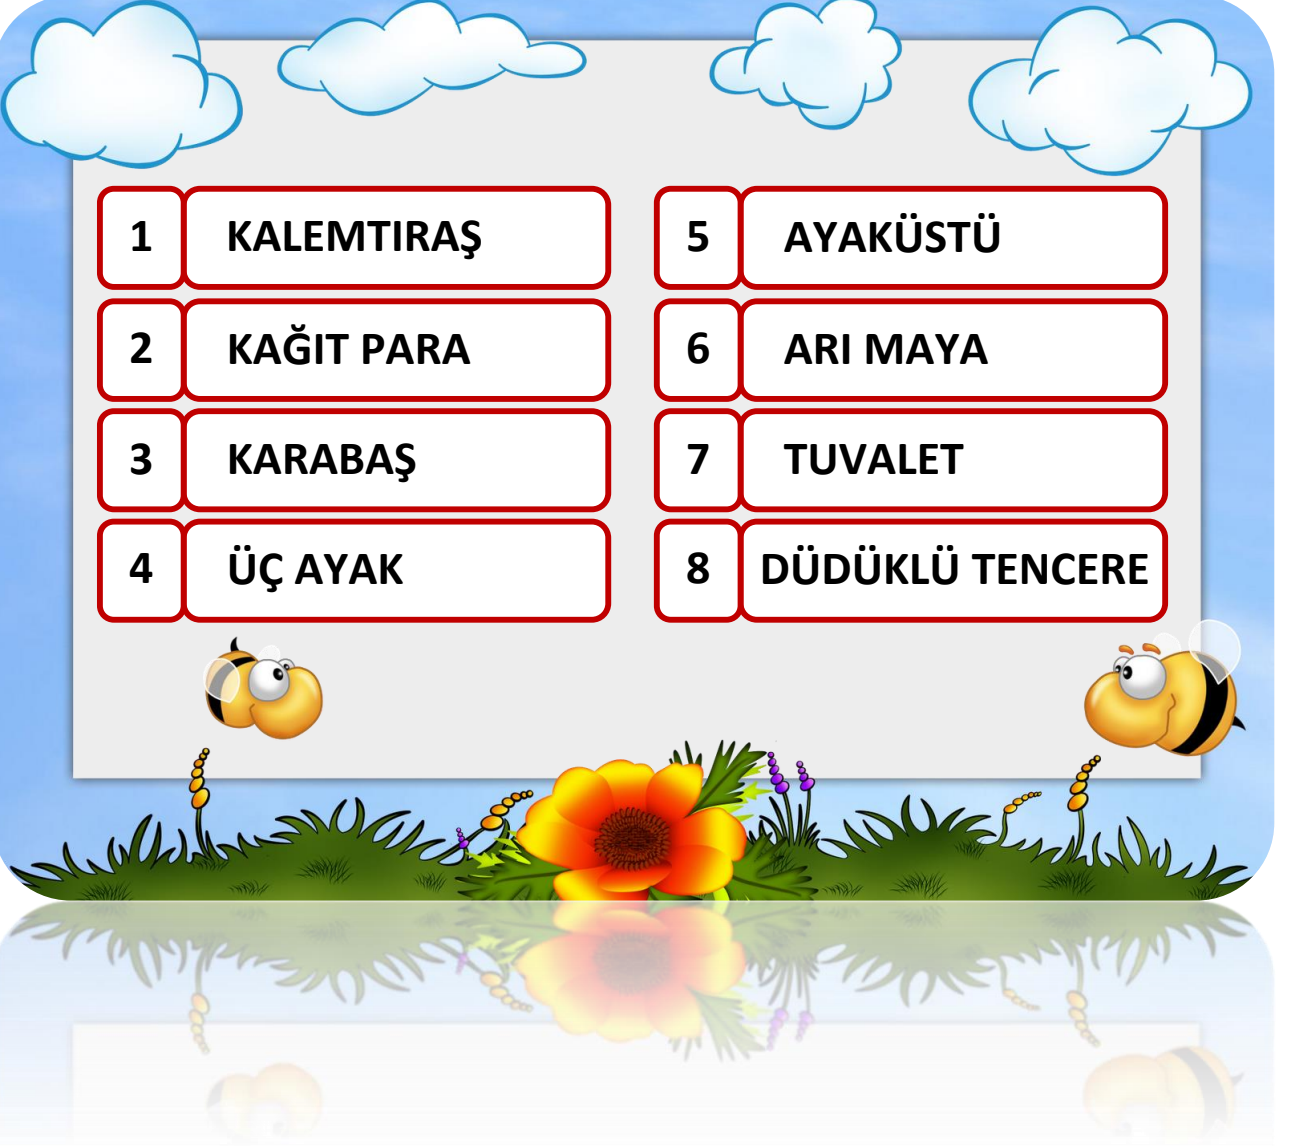 1 KALEMTIRAŞ
2 KAĞIT PARA
3 KARABAŞ
4 ÜÇ AYAK
5 AYAKÜSTÜ
6 ARI MAYA
7 TUVALET
8 DÜDÜKLÜ TENCERE